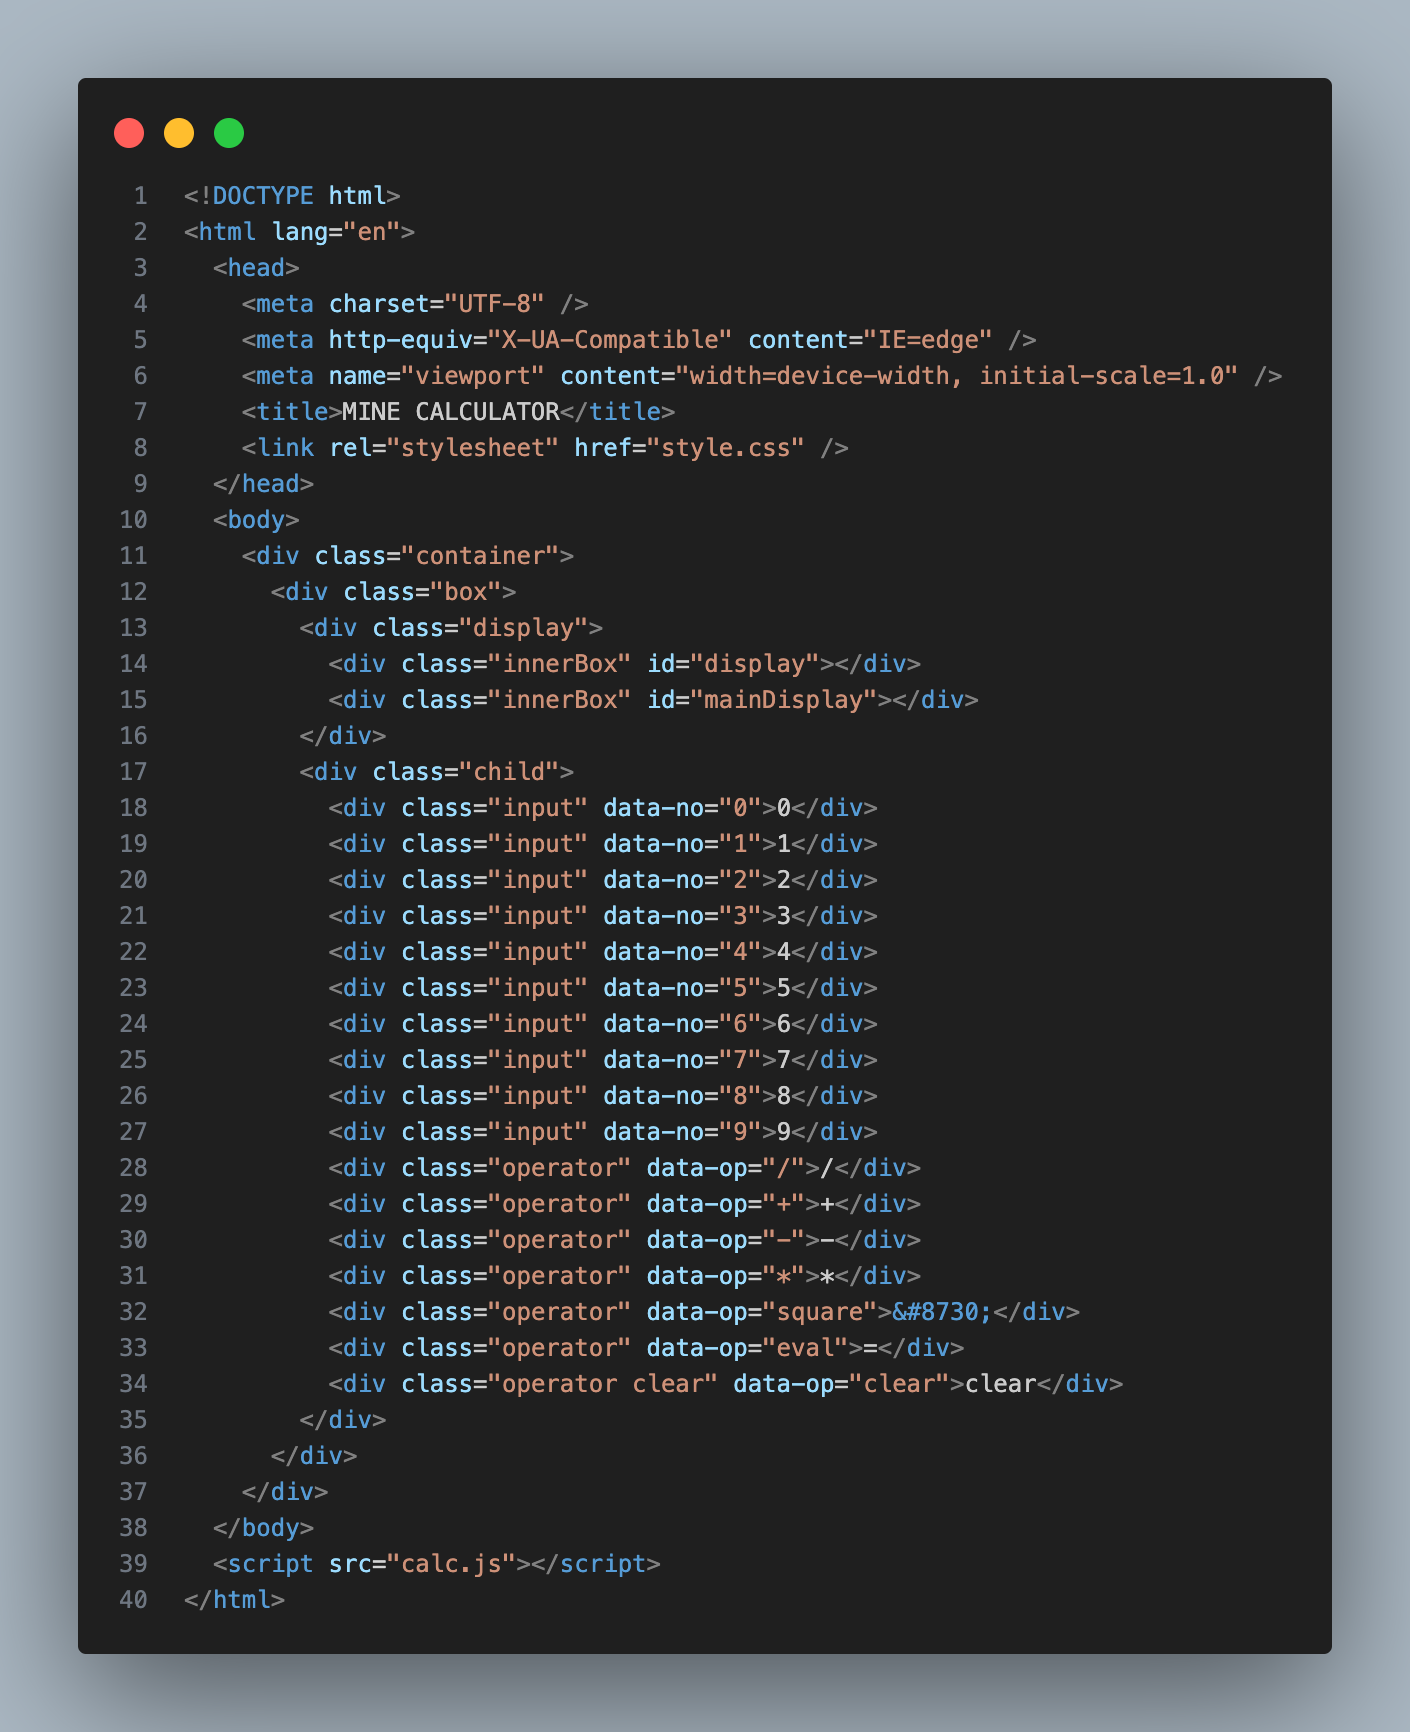 1 <!DOCTYPE html>
2 <html lang="en">
3   <head>
4     <meta charset="UTF-8" />
5     <meta http-equiv="X-UA-Compatible" content="IE=edge" />
6     <meta name="viewport" content="width=device-width, initial-scale=1.0" />
7     <title>MINE CALCULATOR</title>
8     <link rel="stylesheet" href="style.css" />
9   </head>
10   <body>
11     <div class="container">
12       <div class="box">
13         <div class="display">
14           <div class="innerBox" id="display"></div>
15           <div class="innerBox" id="mainDisplay"></div>
16         </div>
17         <div class="child">
18           <div class="input" data-no="0">0</div>
19           <div class="input" data-no="1">1</div>
20           <div class="input" data-no="2">2</div>
21           <div class="input" data-no="3">3</div>
22           <div class="input" data-no="4">4</div>
23           <div class="input" data-no="5">5</div>
24           <div class="input" data-no="6">6</div>
25           <div class="input" data-no="7">7</div>
26           <div class="input" data-no="8">8</div>
27           <div class="input" data-no="9">9</div>
28           <div class="operator" data-op="/">/</div>
29           <div class="operator" data-op="+">+</div>
30           <div class="operator" data-op="-">-</div>
31           <div class="operator" data-op="*">*</div>
32           <div class="operator" data-op="square">&#8730;</div>
33           <div class="operator" data-op="eval">=</div>
34           <div class="operator clear" data-op="clear">clear</div>
35         </div>
36       </div>
37     </div>
38   </body>
39   <script src="calc.js"></script>
40 </html>